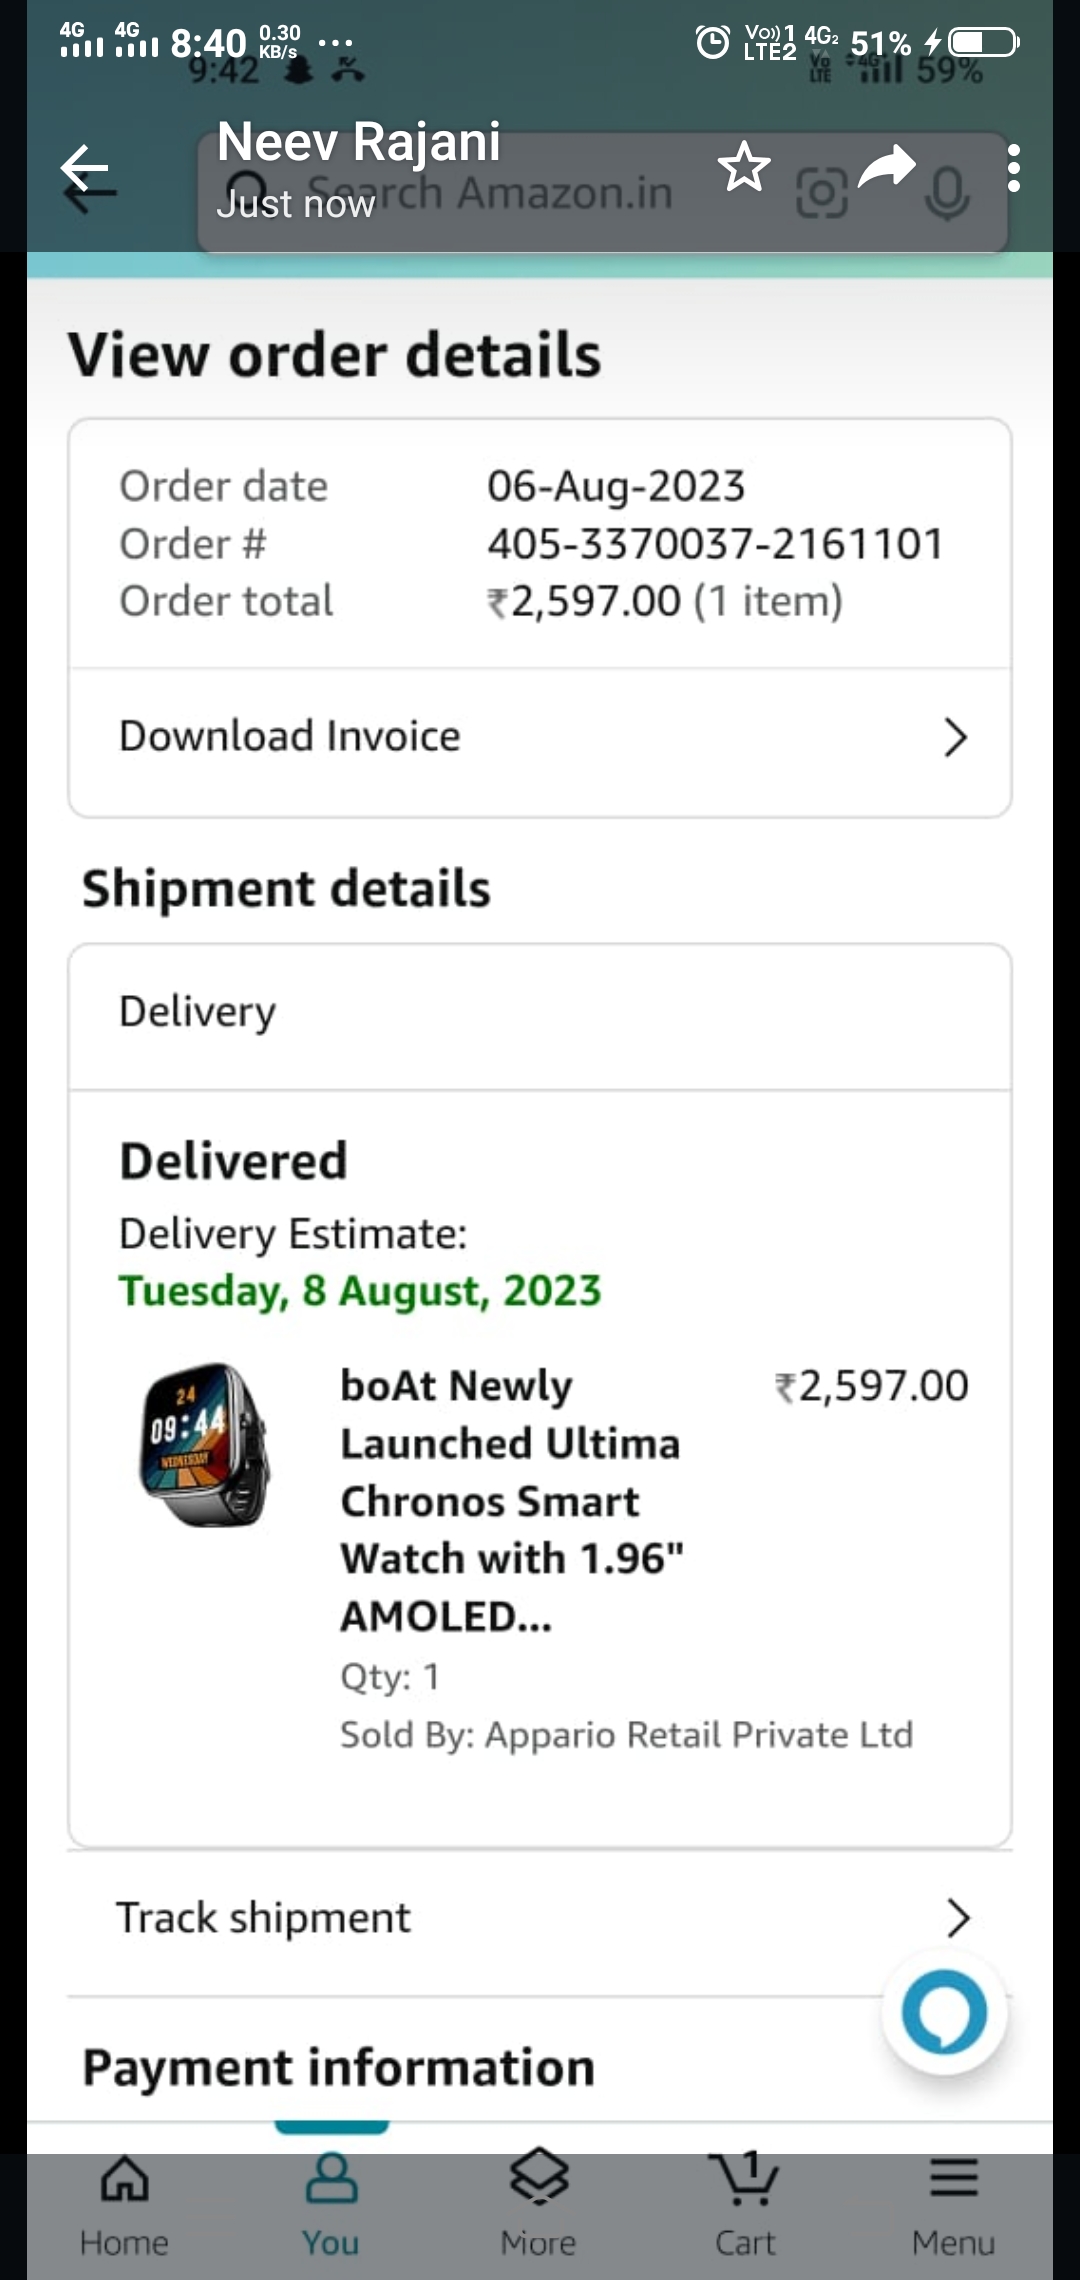 4G 4G 8:40 0.30 KB/s ... Vo)) 1 4G2 LTE2 51%
9:42 Vo LTE 4G 59%
Neev Rajani
Search Amazon.in
Just now
View order details
Order date 06-Aug-2023
Order # 405-3370037-2161101
Order total ₹2,597.00 (1 item)
Download Invoice
Shipment details
Delivery
Delivered
Delivery Estimate:
Tuesday, 8 August, 2023
24
09:44
WEDNESDAY
boAt Newly ₹2,597.00
Launched Ultima
Chronos Smart
Watch with 1.96"
AMOLED...
Qty: 1
Sold By: Appario Retail Private Ltd
Track shipment
Payment information
1
Home You More Cart Menu